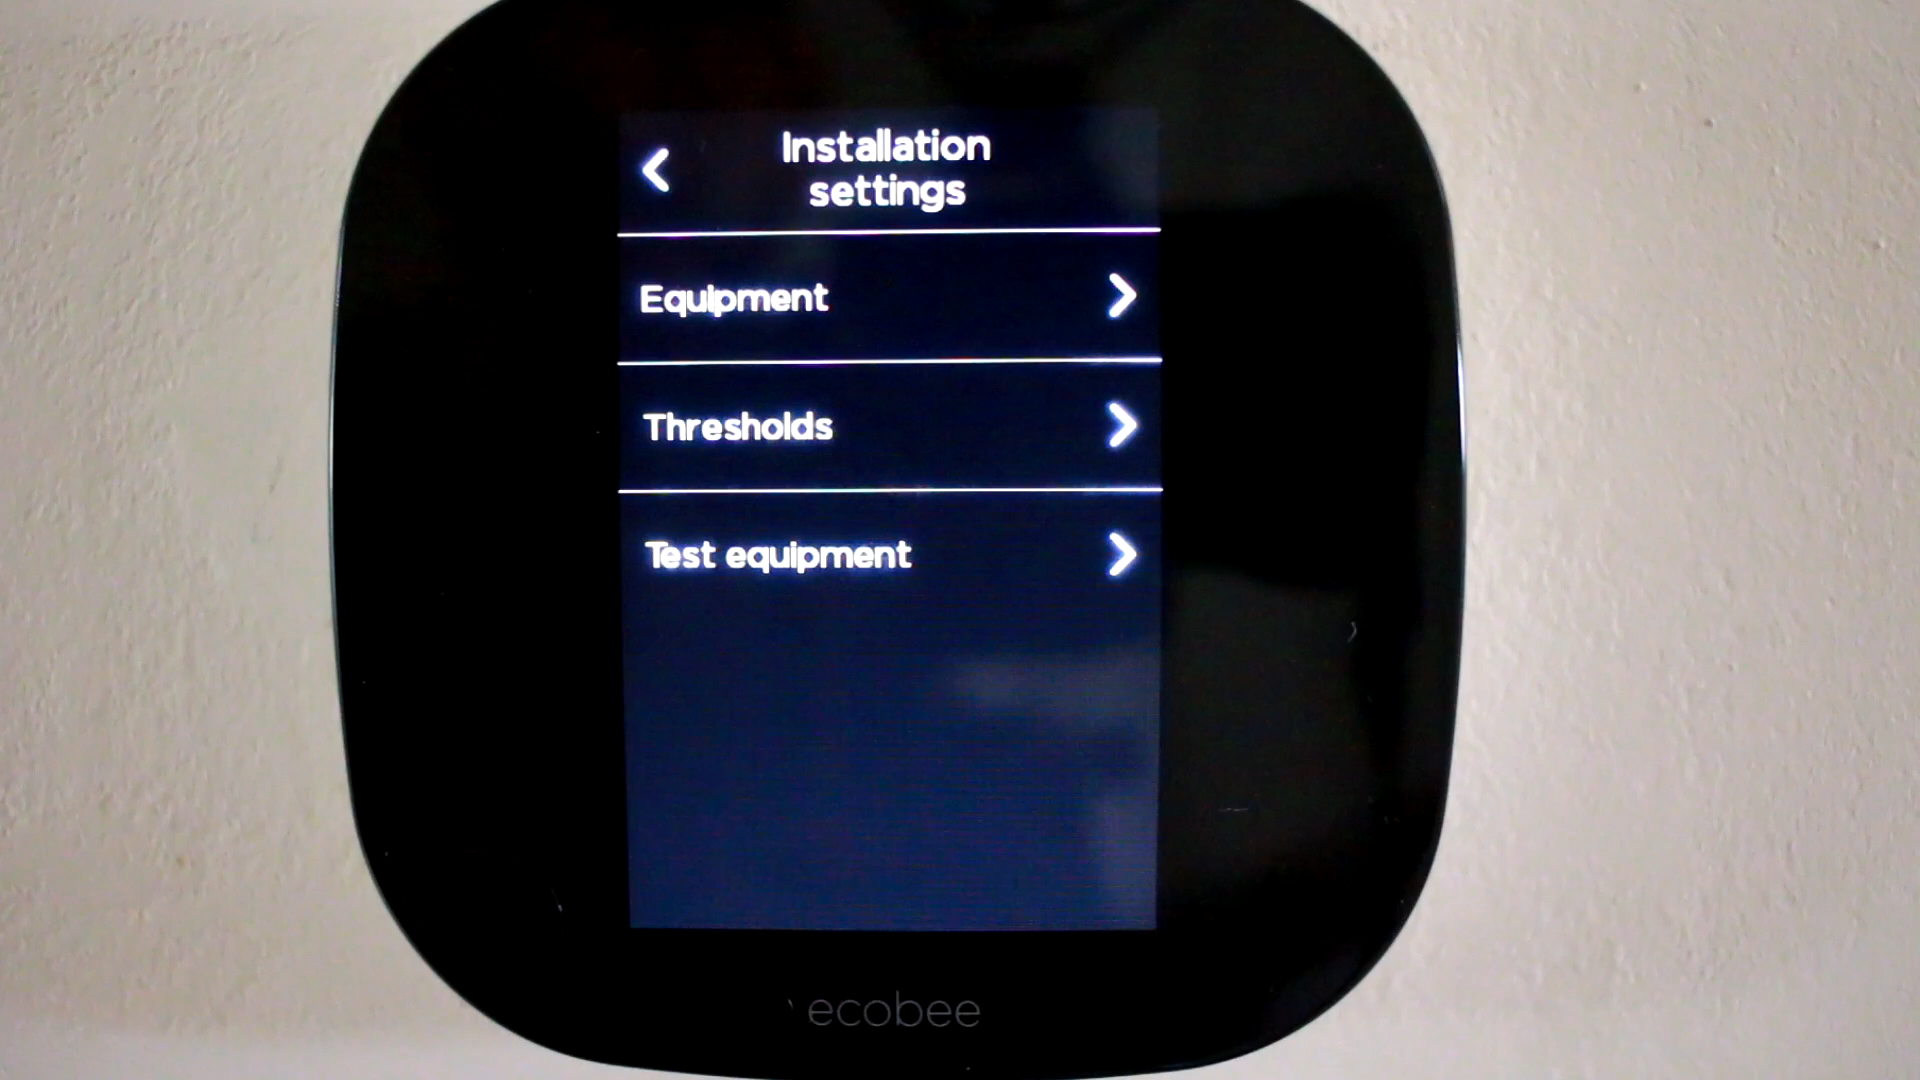 Installation
settings
Equipment
Thresholds
Test equipment
ecobee